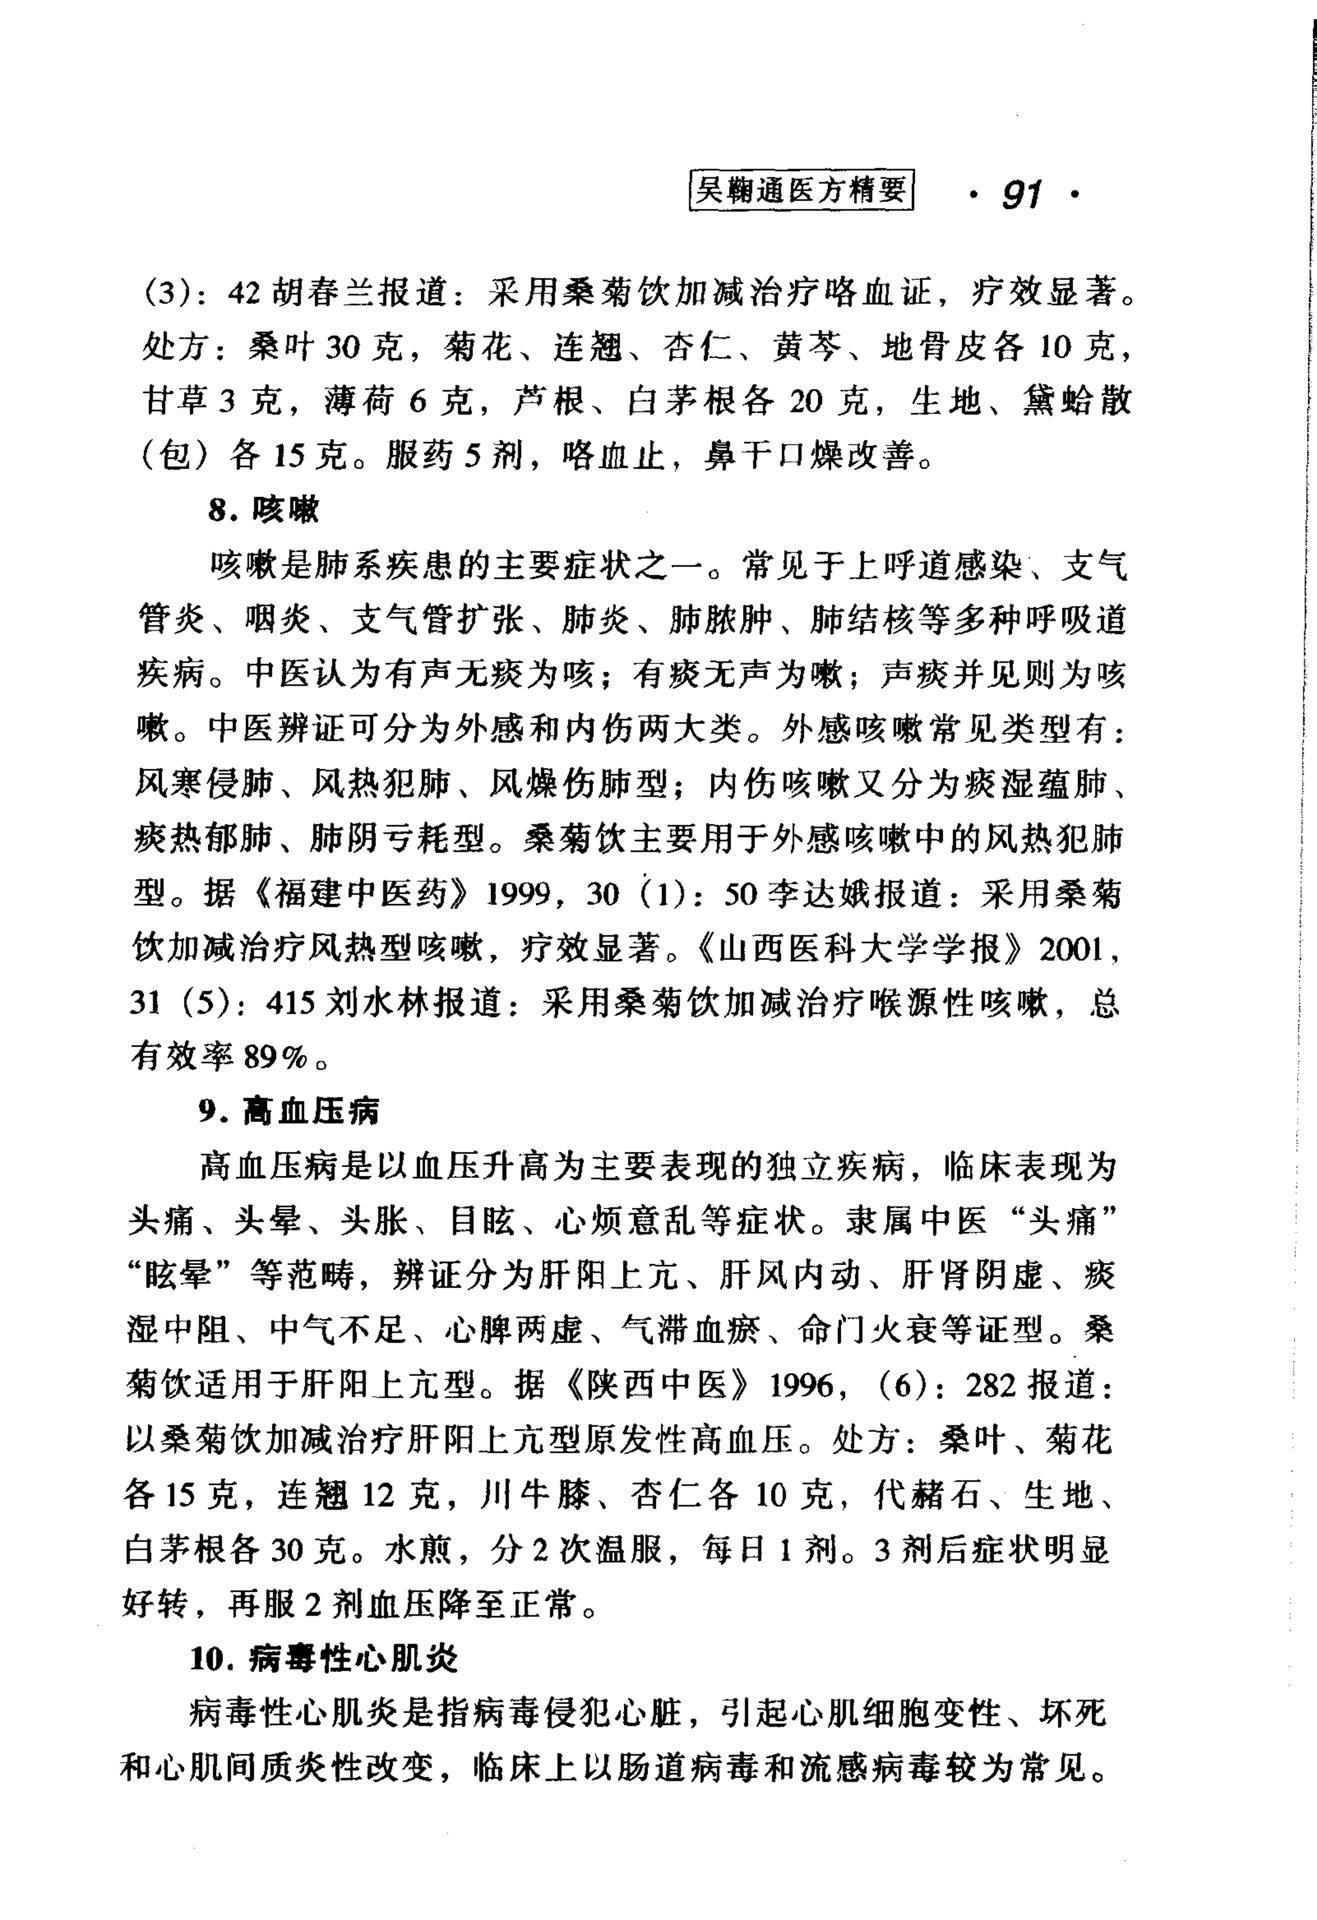 吴鞠通医方精要 · 91 ·
(3)：42 胡春兰报道：采用桑菊饮加减治疗咯血证，疗效显著。
处方：桑叶 30 克，菊花、连翘、杏仁、黄芩、地骨皮各 10 克，
甘草 3 克，薄荷 6 克，芦根、白茅根各 20 克，生地、黛蛤散
（包）各 15 克。服药 5 剂，咯血止，鼻干口燥改善。
8. 咳嗽
咳嗽是肺系疾患的主要症状之一。常见于上呼道感染、支气
管炎、咽炎、支气管扩张、肺炎、肺脓肿、肺结核等多种呼吸道
疾病。中医认为有声无痰为咳；有痰无声为嗽；声痰并见则为咳
嗽。中医辨证可分为外感和内伤两大类。外感咳嗽常见类型有：
风寒侵肺、风热犯肺、风燥伤肺型；内伤咳嗽又分为痰湿蕴肺、
痰热郁肺、肺阴亏耗型。桑菊饮主要用于外感咳嗽中的风热犯肺
型。据《福建中医药》1999，30（1）：50 李达娥报道：采用桑菊
饮加减治疗风热型咳嗽，疗效显著。《山西医科大学学报》2001，
31（5）：415 刘水林报道：采用桑菊饮加减治疗喉源性咳嗽，总
有效率 89%。
9. 高血压病
高血压病是以血压升高为主要表现的独立疾病，临床表现为
头痛、头晕、头胀、目眩、心烦意乱等症状。隶属中医“头痛”
“眩晕”等范畴，辨证分为肝阳上亢、肝风内动、肝肾阴虚、痰
湿中阻、中气不足、心脾两虚、气滞血瘀、命门火衰等证型。桑
菊饮适用于肝阳上亢型。据《陕西中医》1996，（6）：282 报道：
以桑菊饮加减治疗肝阳上亢型原发性高血压。处方：桑叶、菊花
各 15 克，连翘 12 克，川牛膝、杏仁各 10 克，代赭石、生地、
白茅根各 30 克。水煎，分 2 次温服，每日 1 剂。3 剂后症状明显
好转，再服 2 剂血压降至正常。
10. 病毒性心肌炎
病毒性心肌炎是指病毒侵犯心脏，引起心肌细胞变性、坏死
和心肌间质炎性改变，临床上以肠道病毒和流感病毒较为常见。